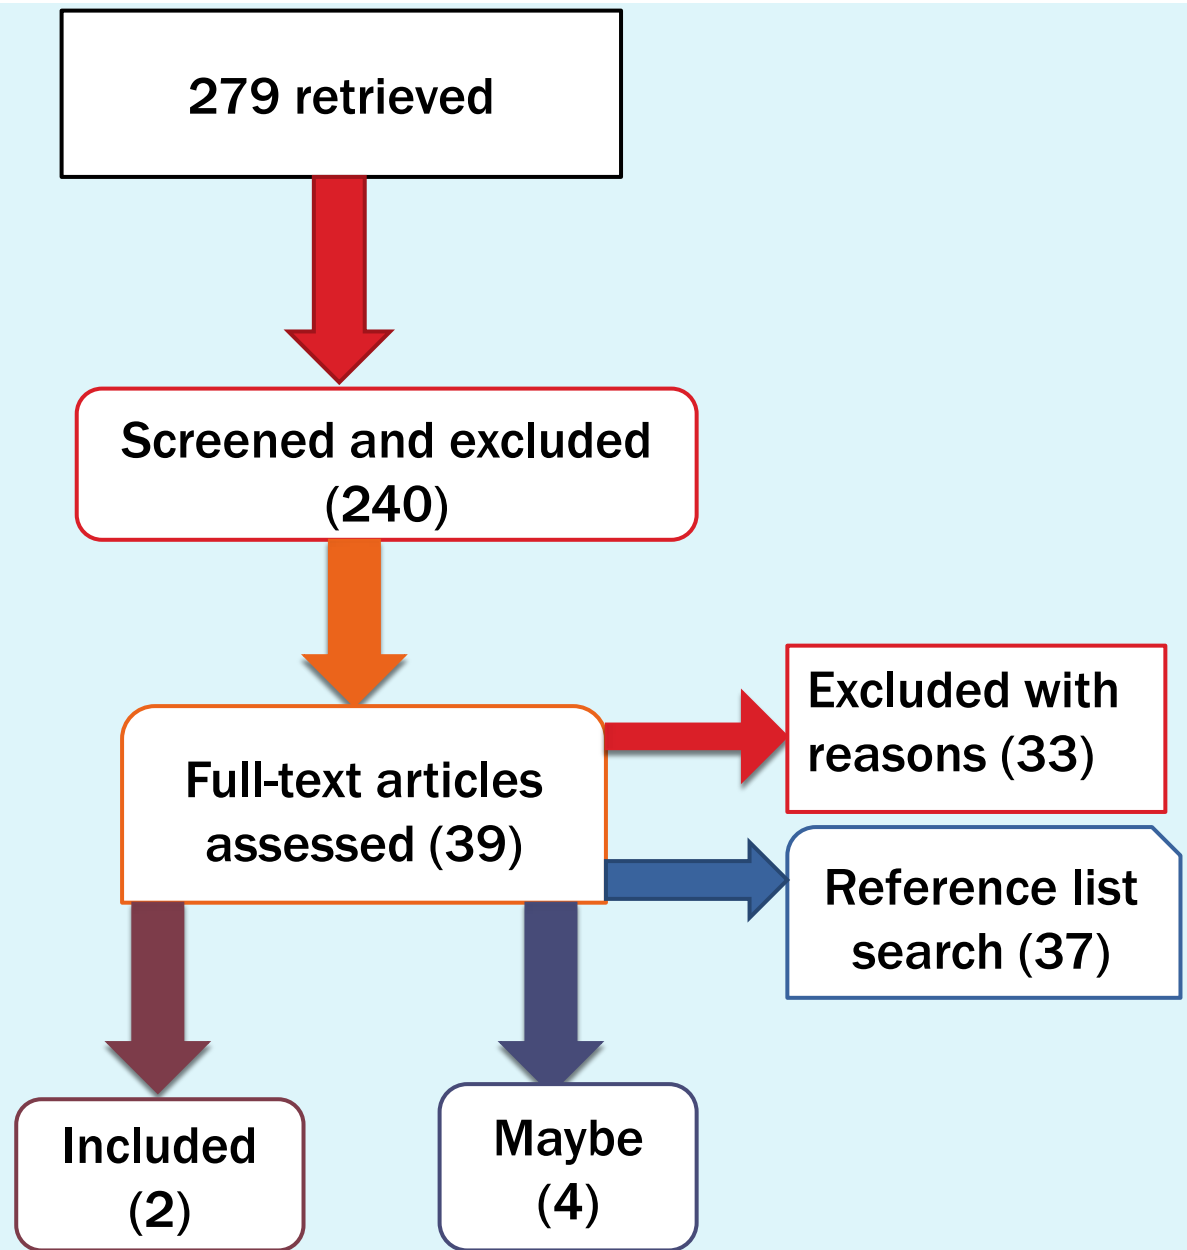 279 retrieved
Screened and excluded
(240)
Full-text articles
assessed (39)
Excluded with
reasons (33)
Reference list
search (37)
Included
(2)
Maybe
(4)